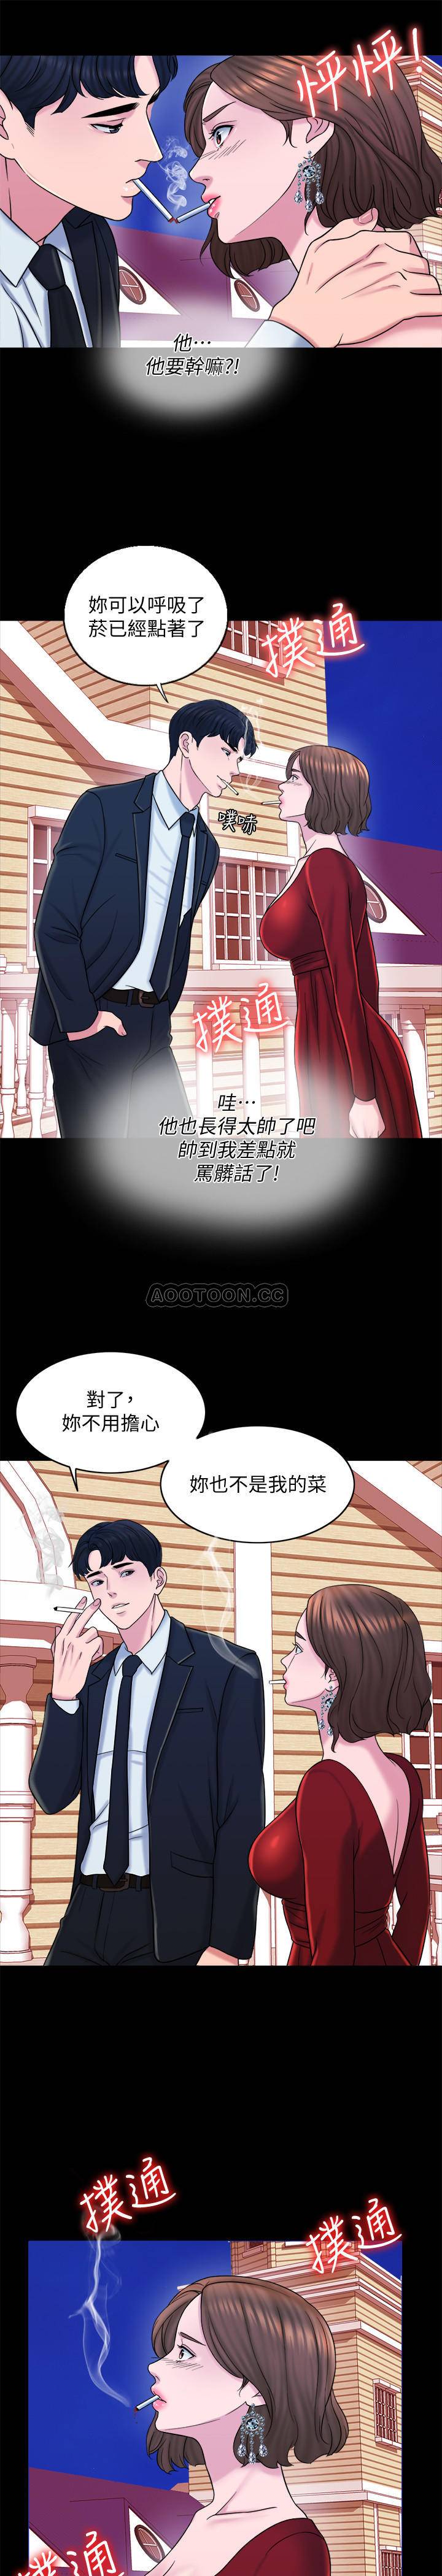 怦怦!
他…
他要幹嘛?!
妳可以呼吸了
菸已經點著了
撲通
噗哧
撲通
哇…
他也長得太帥了吧
帥到我差點就
罵髒話了!
AOOTOON.CC
對了,
妳不用擔心
妳也不是我的菜
撲通
撲通
撲通